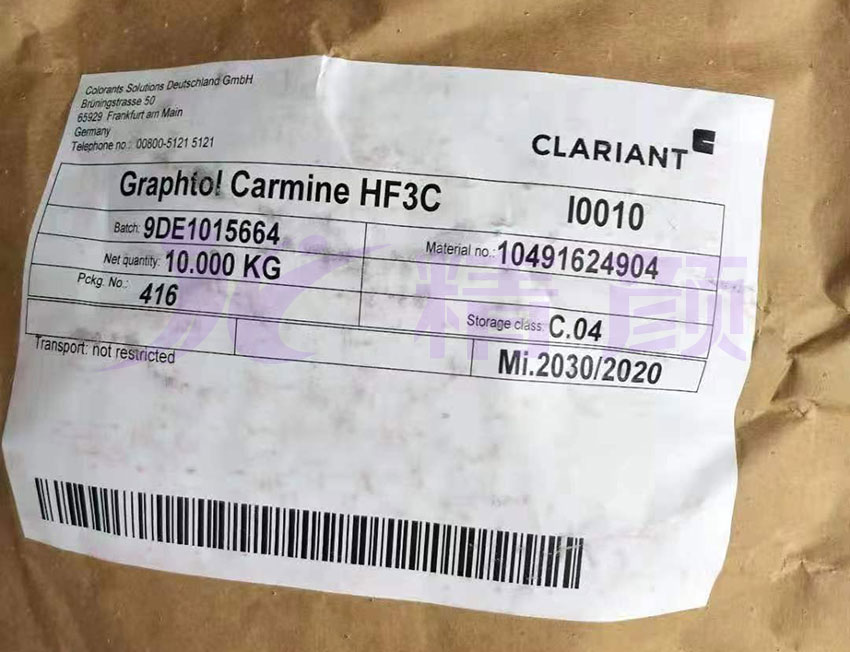 Colorants Solutions Deutschland GmbH
Brüningstrasse 50
65929 Frankfurt am Main
Germany
Telephone no.: 00800-5121 5121
CLARIANT
Graphtol Carmine HF3C I0010
Batch: 9DE1015664
Material no.: 10491624904
Net quantity: 10.000 KG
Pckg. No.: 416
Storage class: C.04
Transport: not restricted
Mi.2030/2020
精颜